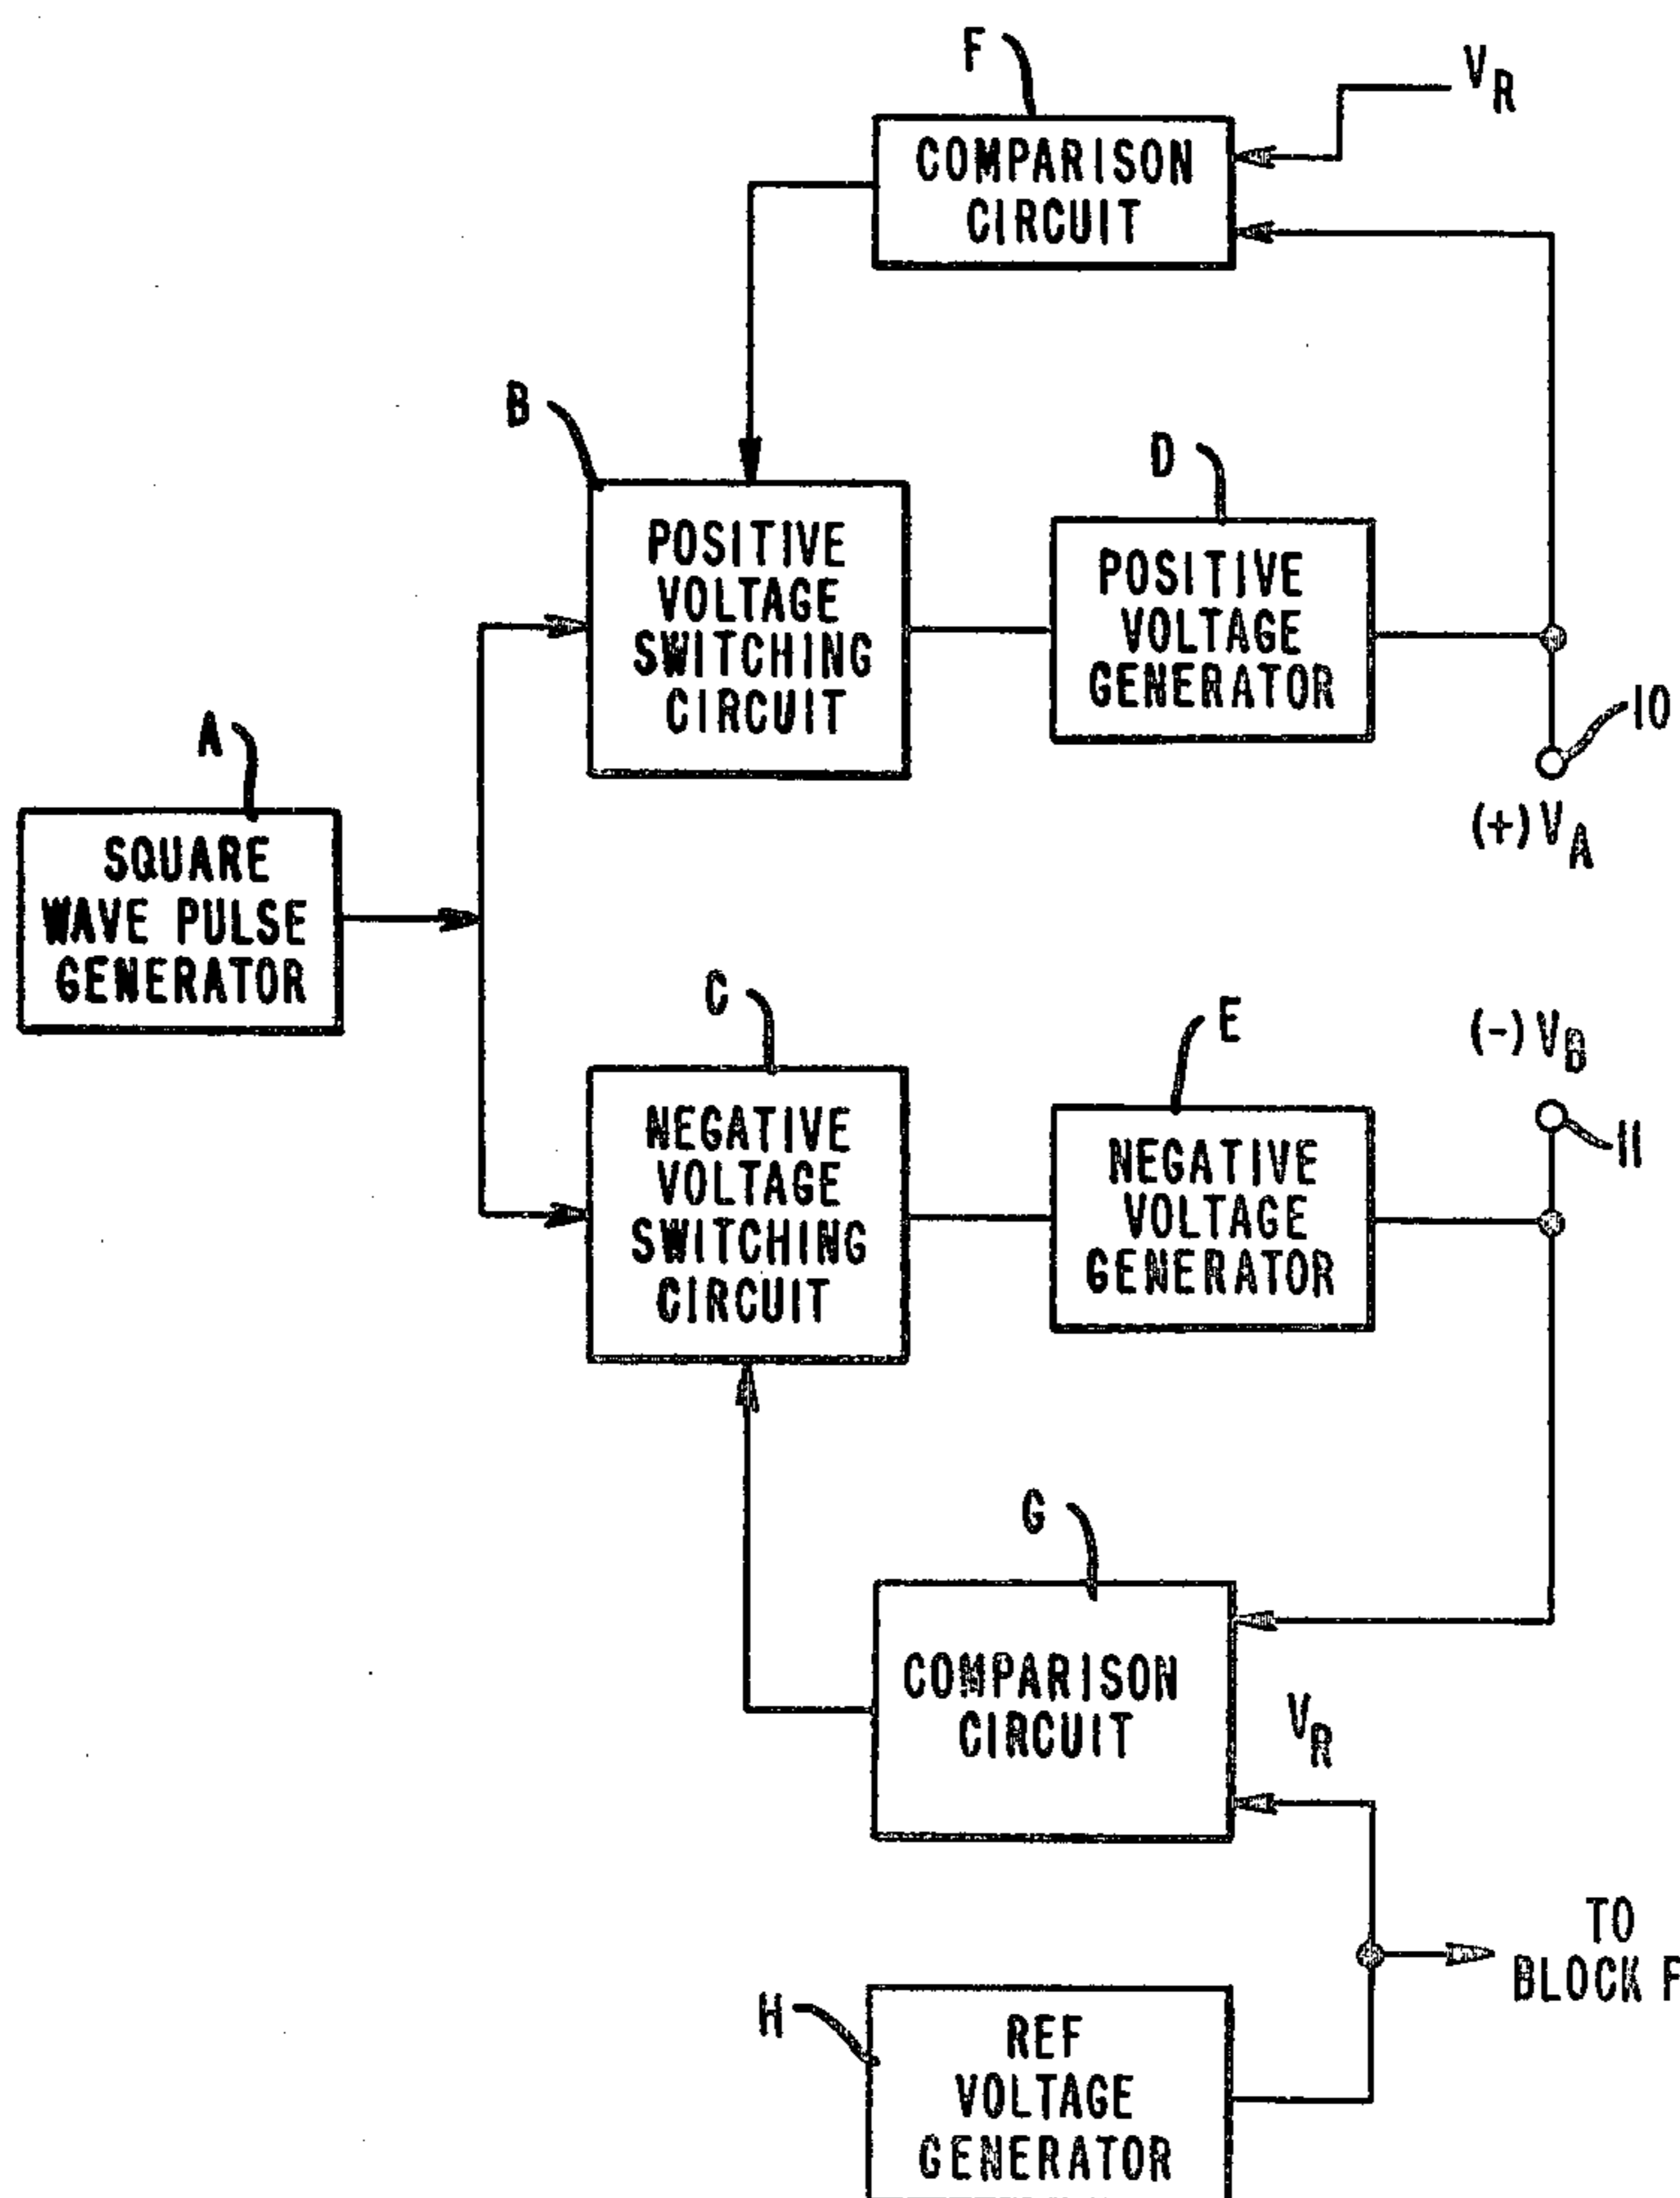 F
V_R
COMPARISON
CIRCUIT
B
D
POSITIVE
VOLTAGE
SWITCHING
CIRCUIT
POSITIVE
VOLTAGE
GENERATOR
10
(+) V_A
A
SQUARE
WAVE PULSE
GENERATOR
C
E
(-) V_B
11
NEGATIVE
VOLTAGE
SWITCHING
CIRCUIT
NEGATIVE
VOLTAGE
GENERATOR
G
COMPARISON
CIRCUIT
V_R
TO
BLOCK F
H
REF
VOLTAGE
GENERATOR